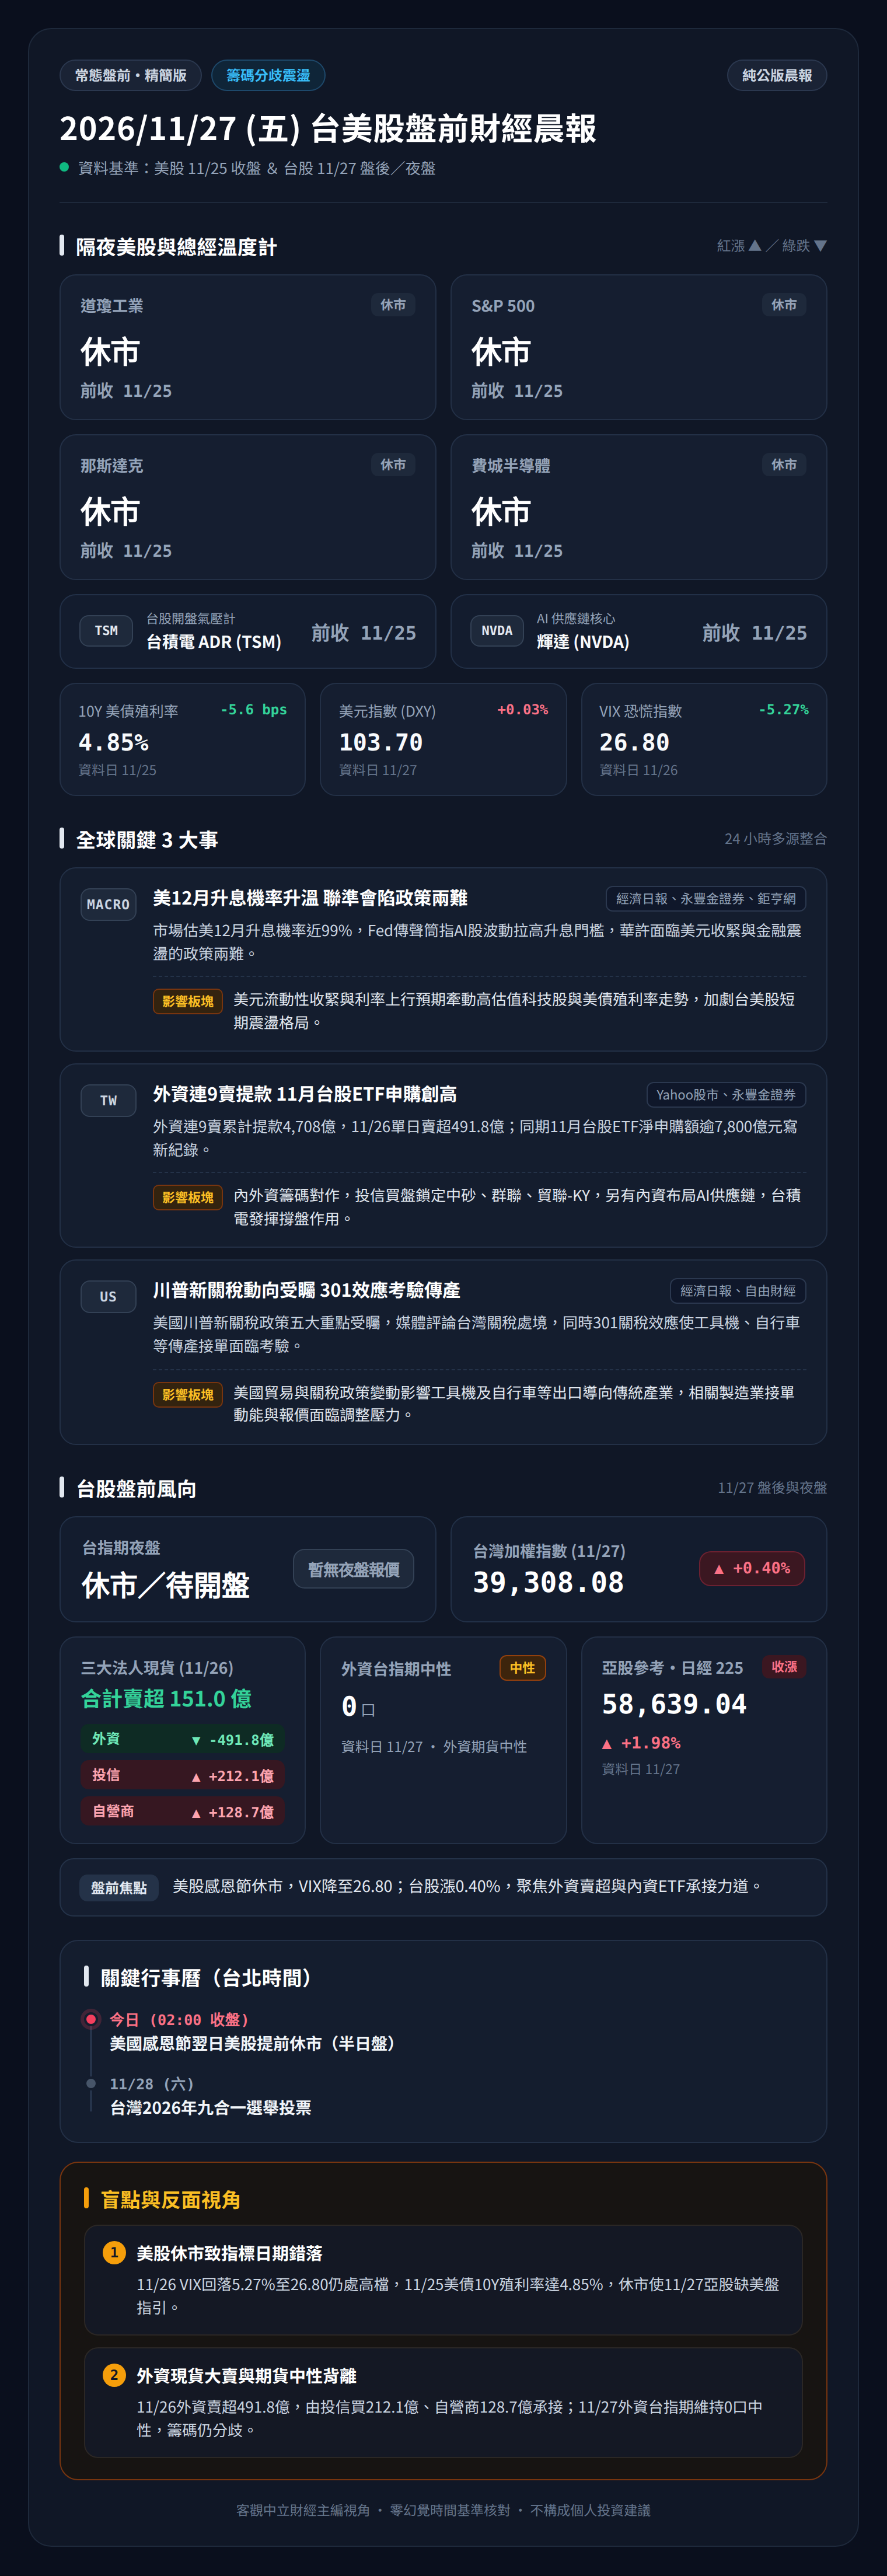 常態盤前・精簡版
籌碼分歧震盪
純公版晨報
2026/11/27 (五) 台美股盤前財經晨報
資料基準：美股 11/25 收盤 & 台股 11/27 盤後／夜盤
隔夜美股與總經溫度計
紅漲 ▲ ／ 綠跌 ▼
道瓊工業
休市
休市
前收 11/25
S&P 500
休市
休市
前收 11/25
那斯達克
休市
休市
前收 11/25
費城半導體
休市
休市
前收 11/25
TSM
台股開盤氣壓計
台積電 ADR (TSM)
前收 11/25
NVDA
AI 供應鏈核心
輝達 (NVDA)
前收 11/25
10Y 美債殖利率
-5.6 bps
4.85%
資料日 11/25
美元指數 (DXY)
+0.03%
103.70
資料日 11/27
VIX 恐慌指數
-5.27%
26.80
資料日 11/26
全球關鍵 3 大事
24 小時多源整合
MACRO
美12月升息機率升溫 聯準會陷政策兩難
經濟日報、永豐金證券、鉅亨網
市場估美12月升息機率近99%，Fed傳聲筒指AI股波動拉高升息門檻，華許面臨美元收緊與金融震
盪的政策兩難。
影響板塊
美元流動性收緊與利率上行預期牽動高估值科技股與美債殖利率走勢，加劇台美股短
期震盪格局。
TW
外資連9賣提款 11月台股ETF申購創高
Yahoo股市、永豐金證券
外資連9賣累計提款4,708億，11/26單日賣超491.8億；同期11月台股ETF淨申購額逾7,800億元寫
新紀錄。
影響板塊
內外資籌碼對作，投信買盤鎖定中砂、群聯、貿聯-KY，另有內資布局AI供應鏈，台積
電發揮撐盤作用。
US
川普新關稅動向受矚 301效應考驗傳產
經濟日報、自由財經
美國川普新關稅政策五大重點受矚，媒體評論台灣關稅處境，同時301關稅效應使工具機、自行車
等傳產接單面臨考驗。
影響板塊
美國貿易與關稅政策變動影響工具機及自行車等出口導向傳統產業，相關製造業接單
動能與報價面臨調整壓力。
台股盤前風向
11/27 盤後與夜盤
台指期夜盤
休市／待開盤
暫無夜盤報價
台灣加權指數 (11/27)
39,308.08
▲ +0.40%
三大法人現貨 (11/26)
合計賣超 151.0 億
外資
▼ -491.8億
投信
▲ +212.1億
自營商
▲ +128.7億
外資台指期中性
中性
0 口
資料日 11/27 ・ 外資期貨中性
亞股參考・日經 225
收漲
58,639.04
▲ +1.98%
資料日 11/27
盤前焦點
美股感恩節休市，VIX降至26.80；台股漲0.40%，聚焦外資賣超與內資ETF承接力道。
關鍵行事曆（台北時間）
今日 (02:00 收盤)
美國感恩節翌日美股提前休市（半日盤）
11/28 (六)
台灣2026年九合一選舉投票
盲點與反面視角
1
美股休市致指標日期錯落
11/26 VIX回落5.27%至26.80仍處高檔，11/25美債10Y殖利率達4.85%，休市使11/27亞股缺美盤
指引。
2
外資現貨大賣與期貨中性背離
11/26外資賣超491.8億，由投信買212.1億、自營商128.7億承接；11/27外資台指期維持0口中
性，籌碼仍分歧。
客觀中立財經主編視角 ・ 零幻覺時間基準核對 ・ 不構成個人投資建議